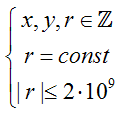 x, y, r ∈ ℤ
r = const
| r |≤ 2·10⁹